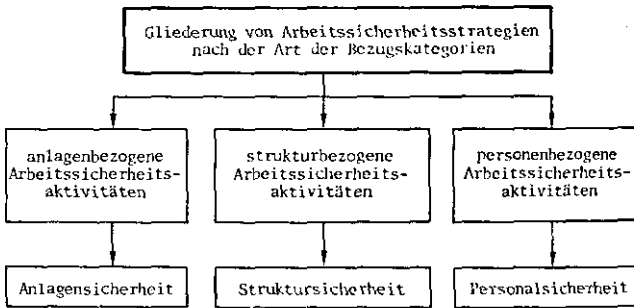 Gliederung von Arbeitssicherheitsstrategien
nach der Art der Bezugskategorien
anlagenbezogene
Arbeitssicherheits-
aktivitäten
strukturbezogene
Arbeitssicherheits-
aktivitäten
personenbezogene
Arbeitssicherheits-
aktivitäten
Anlagensicherheit
Struktursicherheit
Personalsicherheit